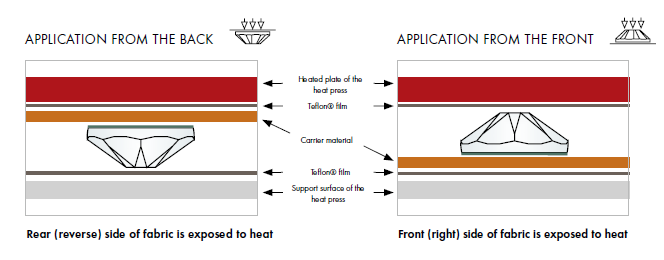 APPLICATION FROM THE BACK
APPLICATION FROM THE FRONT
Heated plate of the
heat press
Teflon® film
Carrier material
Teflon® film
Support surface of the
heat press
Rear (reverse) side of fabric is exposed to heat
Front (right) side of fabric is exposed to heat